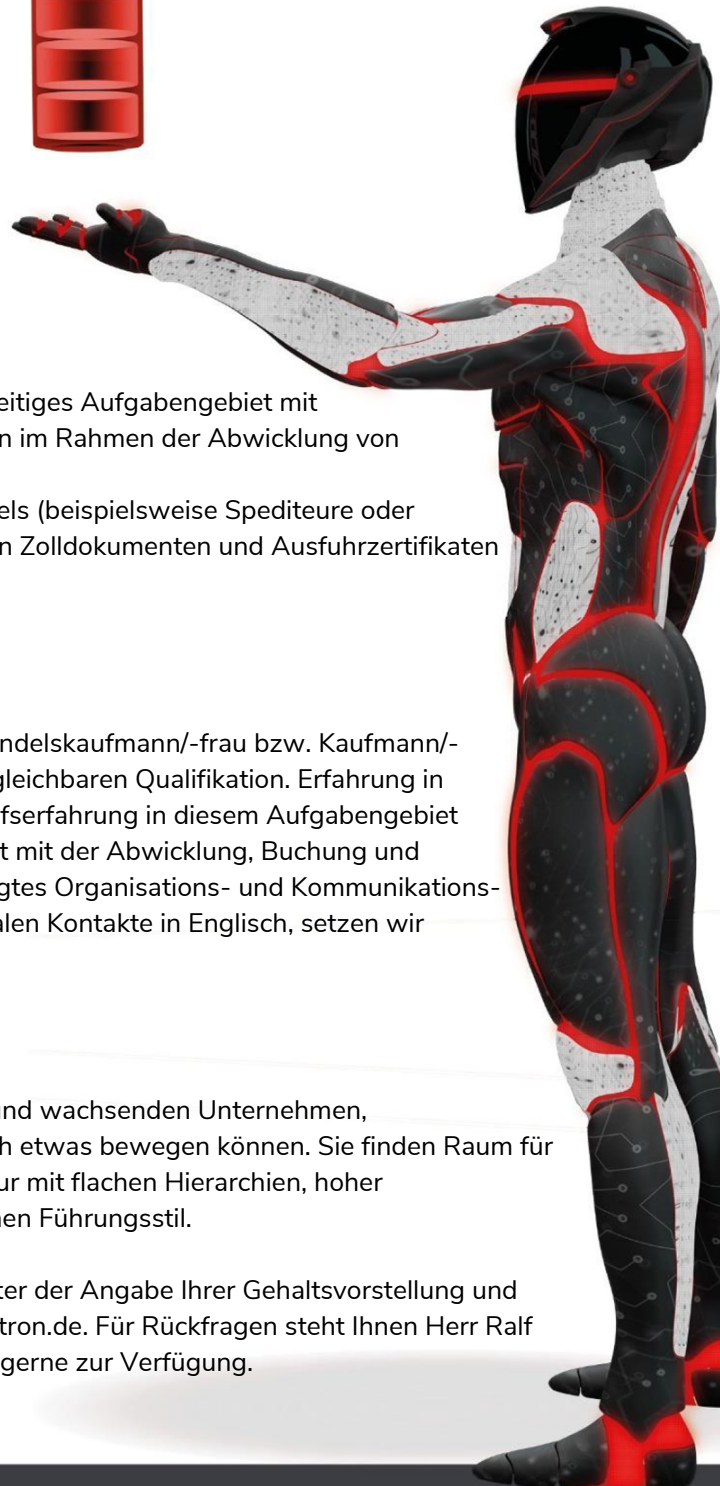 eitiges Aufgabengebiet mit
n im Rahmen der Abwicklung von
els (beispielsweise Spediteure oder
n Zolldokumenten und Ausfuhrzertifikaten
ndelskaufmann/-frau bzw. Kaufmann/-
gleichbaren Qualifikation. Erfahrung in
fserfahrung in diesem Aufgabengebiet
t mit der Abwicklung, Buchung und
gtes Organisations- und Kommunikations-
alen Kontakte in Englisch, setzen wir
und wachsenden Unternehmen,
h etwas bewegen können. Sie finden Raum für
ur mit flachen Hierarchien, hoher
en Führungsstil.
ter der Angabe Ihrer Gehaltsvorstellung und
tron.de. Für Rückfragen steht Ihnen Herr Ralf
gerne zur Verfügung.